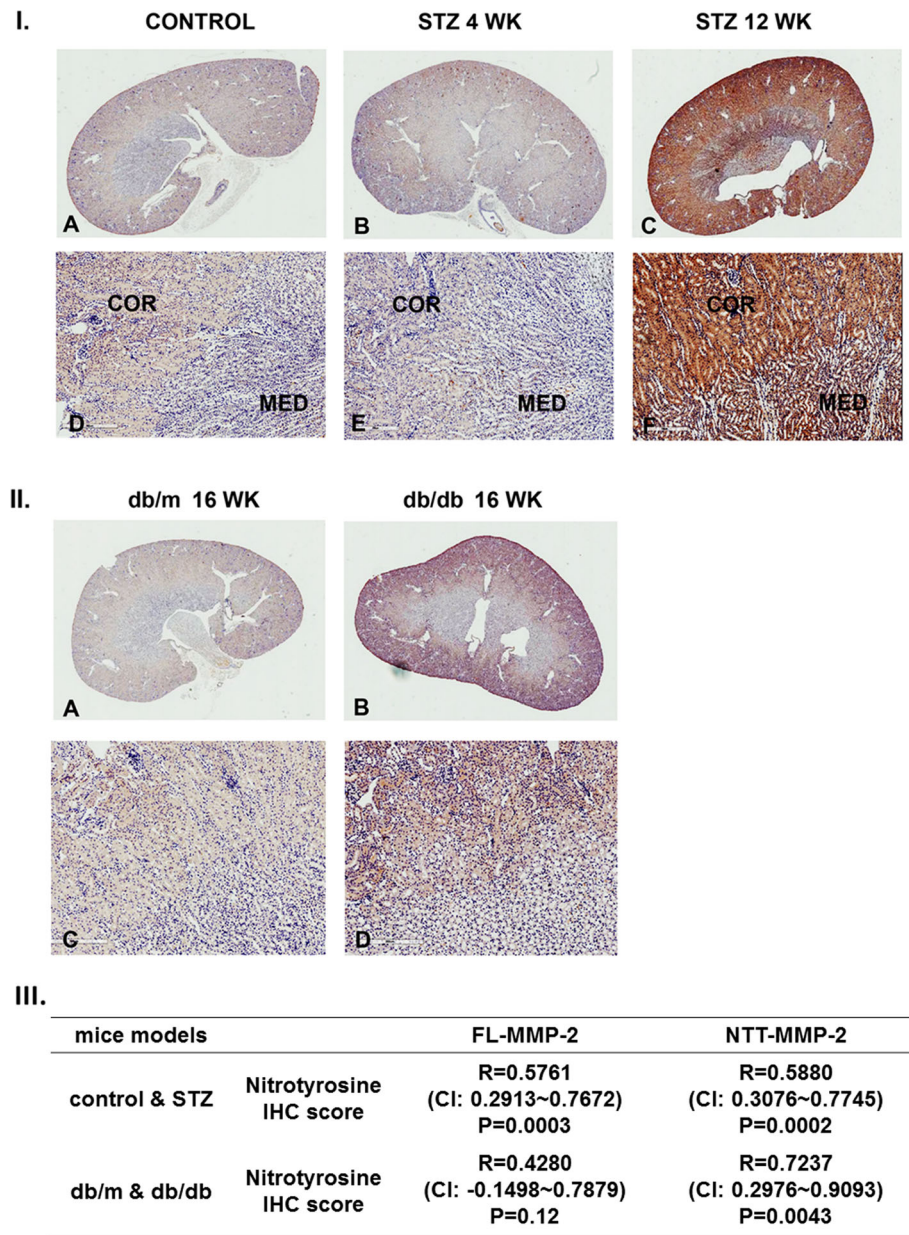 I.
CONTROL STZ 4 WK STZ 12 WK
A B C
COR COR COR
MED MED MED
D E F
II.
db/m 16 WK db/db 16 WK
A B
C D
III.
mice models FL-MMP-2 NTT-MMP-2
control & STZ Nitrotyrosine IHC score R=0.5761 (CI: 0.2913~0.7672) P=0.0003 R=0.5880 (CI: 0.3076~0.7745) P=0.0002
db/m & db/db Nitrotyrosine IHC score R=0.4280 (CI: -0.1498~0.7879) P=0.12 R=0.7237 (CI: 0.2976~0.9093) P=0.0043